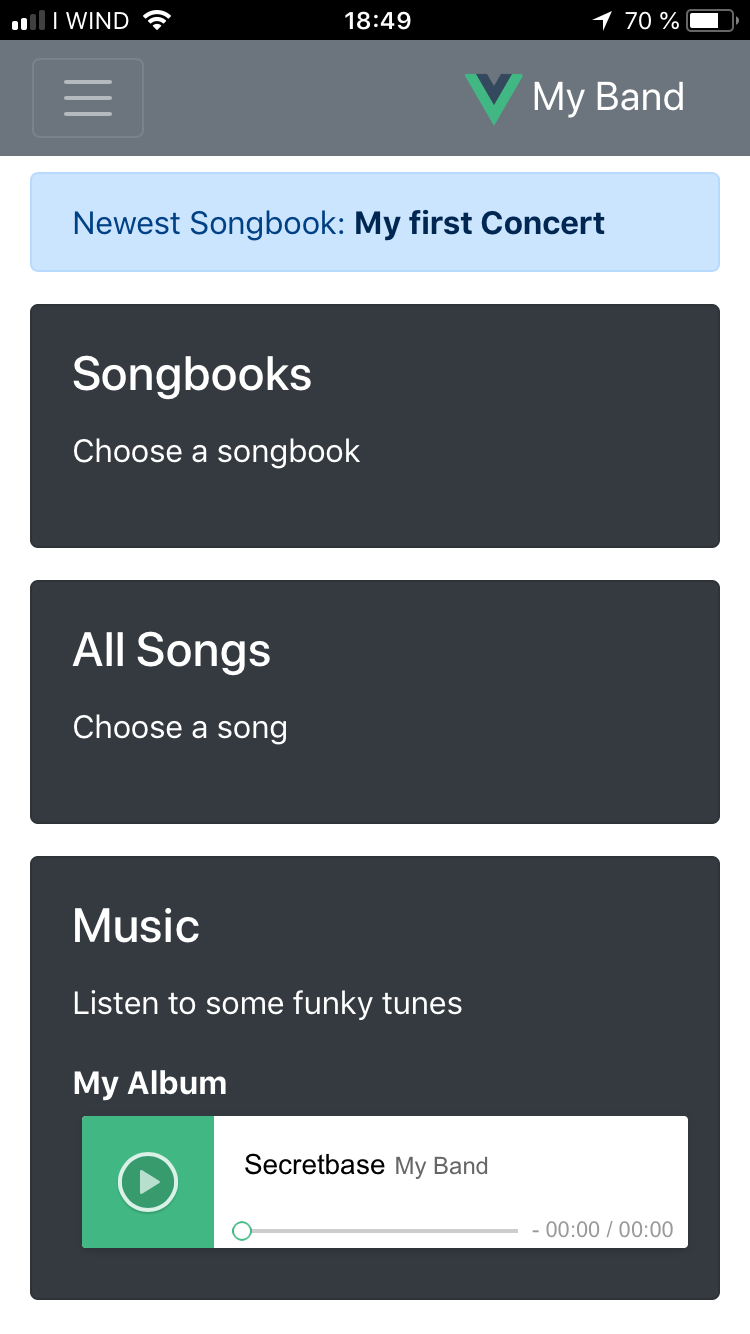 I WIND 18:49 70 %
My Band
Newest Songbook: My first Concert
Songbooks
Choose a songbook
All Songs
Choose a song
Music
Listen to some funky tunes
My Album
Secretbase My Band
- 00:00 / 00:00